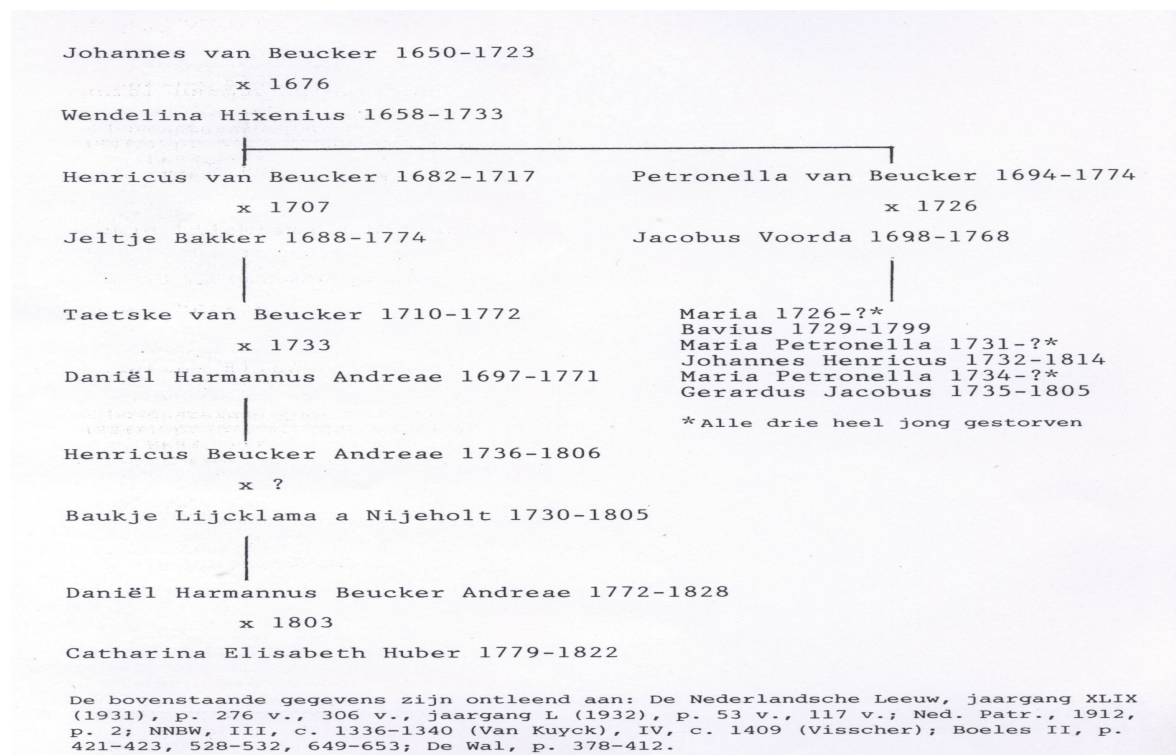 Johannes van Beucker 1650-1723
x 1676
Wendelina Hixenius 1658-1733
Henricus van Beucker 1682-1717
x 1707
Jeltje Bakker 1688-1774
Taetske van Beucker 1710-1772
x 1733
Daniël Harmannus Andreae 1697-1771
Henricus Beucker Andreae 1736-1806
x ?
Baukje Lijcklama a Nijeholt 1730-1805
Daniël Harmannus Beucker Andreae 1772-1828
x 1803
Catharina Elisabeth Huber 1779-1822
Petronella van Beucker 1694-1774
x 1726
Jacobus Voorda 1698-1768
Maria 1726-?*
Bavius 1729-1799
Maria Petronella 1731-?*
Johannes Henricus 1732-1814
Maria Petronella 1734-?*
Gerardus Jacobus 1735-1805
*Alle drie heel jong gestorven
De bovenstaande gegevens zijn ontleend aan: De Nederlandsche Leeuw, jaargang XLIX
(1931), p. 276 v., 306 v., jaargang L (1932), p. 53 v., 117 v.; Ned. Patr., 1912,
p. 2; NNBW, III, c. 1336-1340 (Van Kuyck), IV, c. 1409 (Visscher); Boeles II, p.
421-423, 528-532, 649-653; De Wal, p. 378-412.